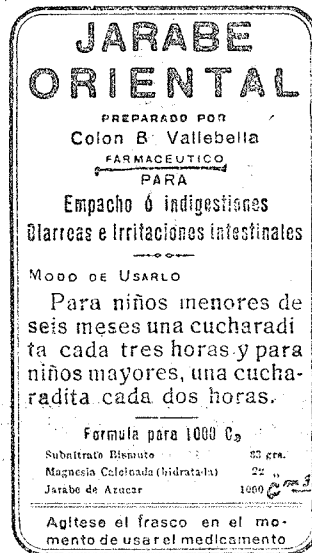 JARABE
ORIENTAL
PREPARADO POR
Colon B. Vallebella
FARMACEUTICO
PARA
Empacho ó indigestiones
Diarreas e Irritaciones intestinales
MODO DE USARLO
Para niños menores de
seis meses una cucharadi
ta cada tres horas y para
niños mayores, una cucha-
radita cada dos horas.
Formula para 1000 C.
Subnitrato Bismuto grs.
Magnesia Calcinada (hidratada) 22 „
Jarabe de Azucar 1000
Agitese el frasco en el mo-
mento de usar el medicamento